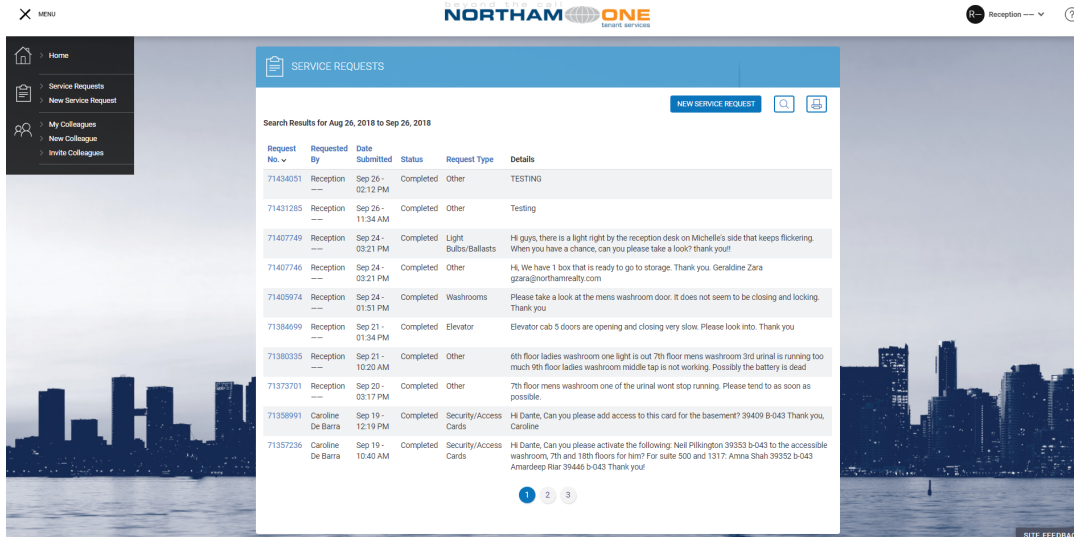 MENU
beyond the call
NORTHAM ONE
tenant services
R— Reception ––
?
Home
Service Requests
New Service Request
My Colleagues
New Colleague
Invite Colleagues
SERVICE REQUESTS
NEW SERVICE REQUEST
Search Results for Aug 26, 2018 to Sep 26, 2018
Request No. Requested By Date Submitted Status Request Type Details
71434051 Reception –– Sep 26 - 02:12 PM Completed Other TESTING
71431285 Reception –– Sep 26 - 11:34 AM Completed Other Testing
71407749 Reception –– Sep 24 - 03:21 PM Completed Light Bulbs/Ballasts Hi guys, there is a light right by the reception desk on Michelle's side that keeps flickering. When you have a chance, can you please take a look? thank you!!
71407746 Reception –– Sep 24 - 03:21 PM Completed Other Hi, We have 1 box that is ready to go to storage. Thank you. Geraldine Zara gzara@northamrealty.com
71405974 Reception –– Sep 24 - 01:51 PM Completed Washrooms Please take a look at the mens washroom door. It does not seem to be closing and locking. Thank you
71384699 Reception –– Sep 21 - 01:34 PM Completed Elevator Elevator cab 5 doors are opening and closing very slow. Please look into. Thank you
71380335 Reception –– Sep 21 - 10:20 AM Completed Other 6th floor ladies washroom one light is out 7th floor mens washroom 3rd urinal is running too much 9th floor ladies washroom middle tap is not working. Possibly the battery is dead
71373701 Reception –– Sep 20 - 03:17 PM Completed Other 7th floor mens washroom one of the urinal wont stop running. Please tend to as soon as possible.
71358991 Caroline De Barra Sep 19 - 12:19 PM Completed Security/Access Cards Hi Dante, Can you please add access to this card for the basement? 39409 B-043 Thank you, Caroline
71357236 Caroline De Barra Sep 19 - 10:40 AM Completed Security/Access Cards Hi Dante, Can you please activate the following: Neil Pilkington 39353 b-043 to the accessible washroom, 7th and 18th floors for him? For suite 500 and 1317: Amna Shah 39352 b-043 Amardeep Riar 39446 b-043 Thank you!
1 2 3
SITE FEEDBAC